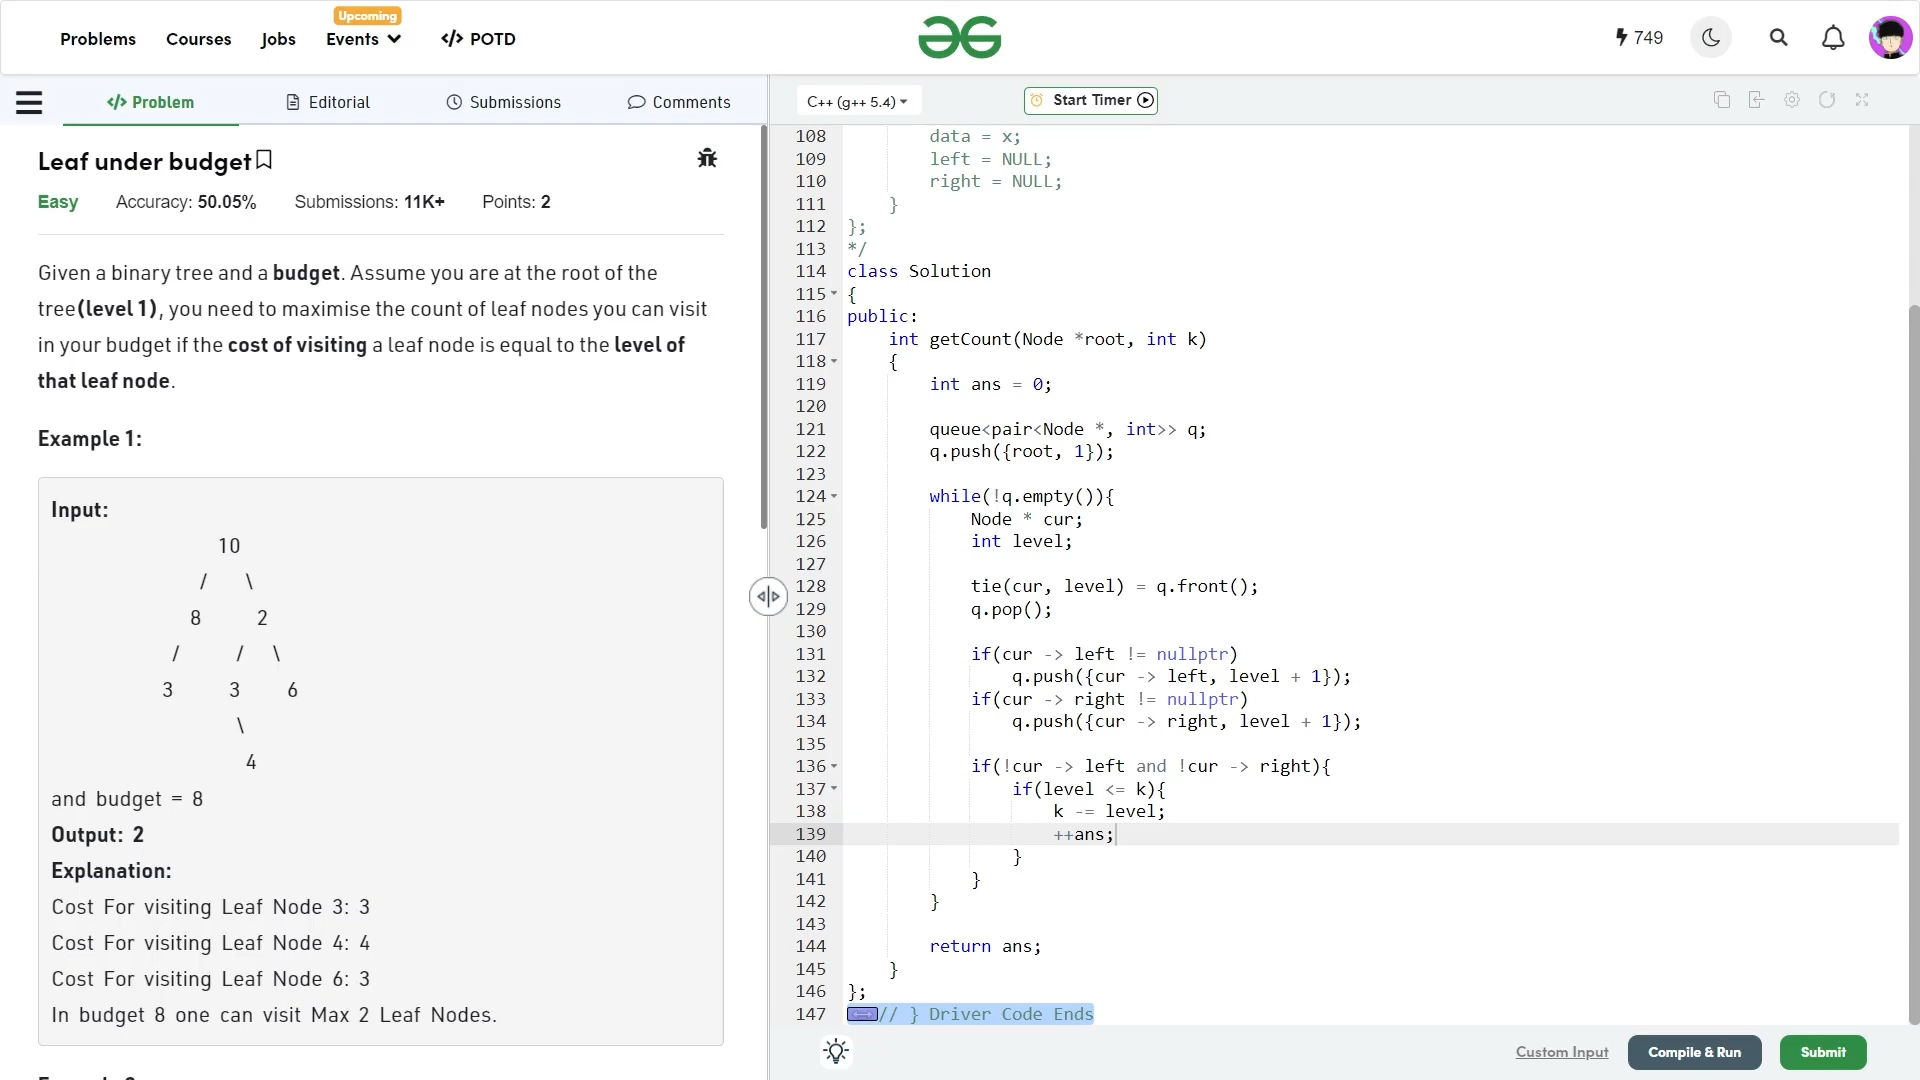 Problems Courses Jobs Events Upcoming </> POTD 749
</> Problem Editorial Submissions Comments
C++ (g++ 5.4) Start Timer
Leaf under budget
Easy Accuracy: 50.05% Submissions: 11K+ Points: 2
Given a binary tree and a budget. Assume you are at the root of the
tree(level 1), you need to maximise the count of leaf nodes you can visit
in your budget if the cost of visiting a leaf node is equal to the level of
that leaf node.
Example 1:
Input:
10
/ \
8 2
/ / \
3 3 6
\
4
and budget = 8
Output: 2
Explanation:
Cost For visiting Leaf Node 3: 3
Cost For visiting Leaf Node 4: 4
Cost For visiting Leaf Node 6: 3
In budget 8 one can visit Max 2 Leaf Nodes.
108 data = x;
109 left = NULL;
110 right = NULL;
111 }
112 };
113 */
114 class Solution
115 {
116 public:
117 int getCount(Node *root, int k)
118 {
119 int ans = 0;
120
121 queue<pair<Node *, int>> q;
122 q.push({root, 1});
123
124 while(!q.empty()){
125 Node * cur;
126 int level;
127
128 tie(cur, level) = q.front();
129 q.pop();
130
131 if(cur -> left != nullptr)
132 q.push({cur -> left, level + 1});
133 if(cur -> right != nullptr)
134 q.push({cur -> right, level + 1});
135
136 if(!cur -> left and !cur -> right){
137 if(level <= k){
138 k -= level;
139 ++ans;
140 }
141 }
142 }
143
144 return ans;
145 }
146 };
147 // } Driver Code Ends
Custom Input Compile & Run Submit